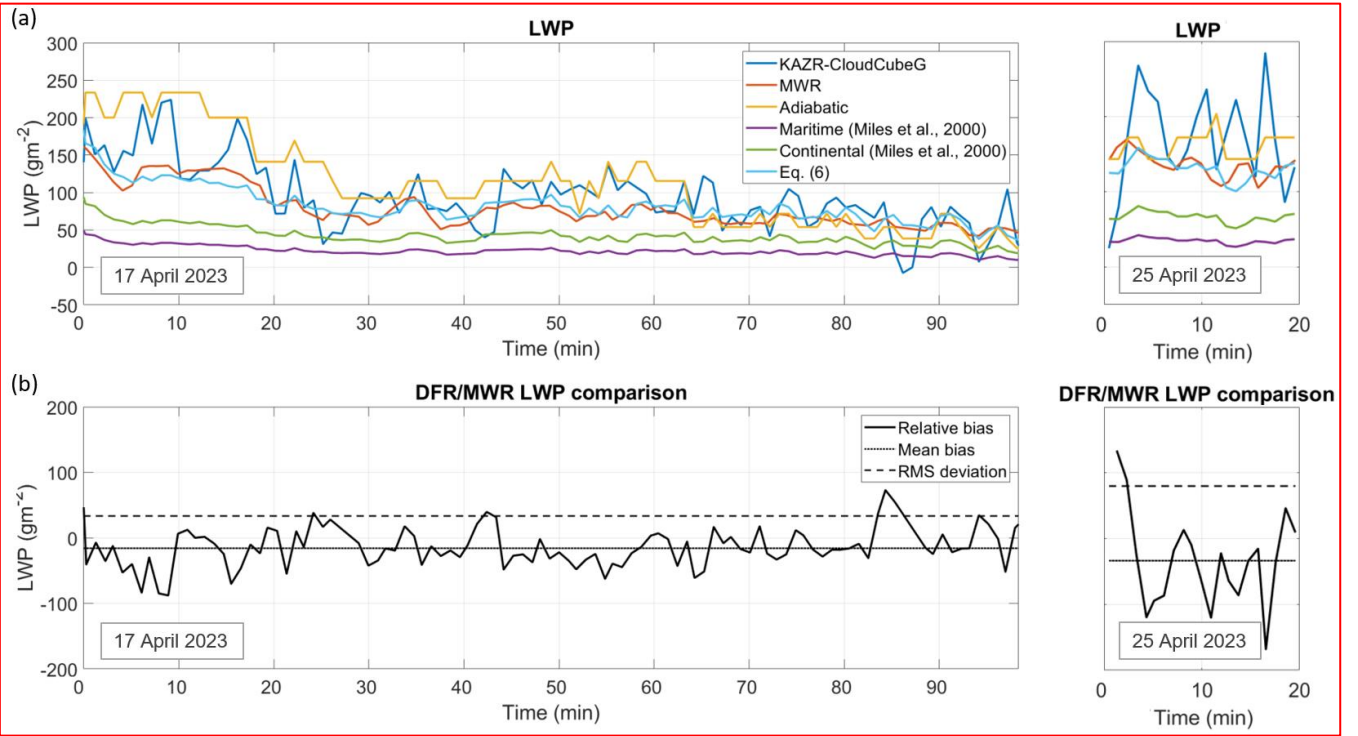 (a)
LWP
LWP (gm-2)
300
250
200
150
100
50
0
-50
KAZR-CloudCubeG
MWR
Adiabatic
Maritime (Miles et al., 2000)
Continental (Miles et al., 2000)
Eq. (6)
17 April 2023
0 10 20 30 40 50 60 70 80 90
Time (min)
LWP
25 April 2023
0 10 20
Time (min)
(b)
DFR/MWR LWP comparison
LWP (gm-2)
200
100
0
-100
-200
Relative bias
Mean bias
RMS deviation
17 April 2023
0 10 20 30 40 50 60 70 80 90
Time (min)
DFR/MWR LWP comparison
25 April 2023
0 10 20
Time (min)